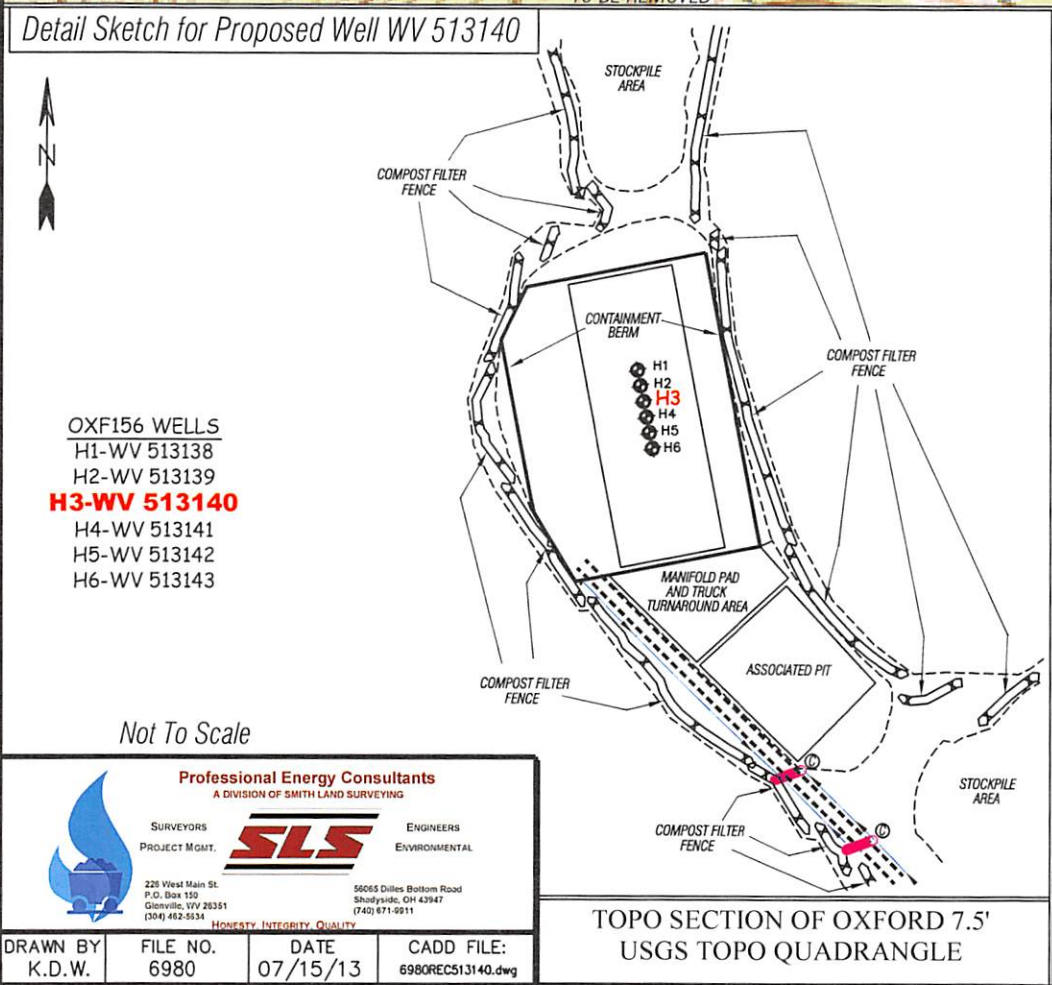 TO BE REMOVED
Detail Sketch for Proposed Well WV 513140
N
STOCKPILE
AREA
COMPOST FILTER
FENCE
CONTAINMENT
BERM
COMPOST FILTER
FENCE
H1
H2
H3
H4
H5
H6
OXF156 WELLS
H1-WV 513138
H2-WV 513139
H3-WV 513140
H4-WV 513141
H5-WV 513142
H6-WV 513143
MANIFOLD PAD
AND TRUCK
TURNAROUND AREA
ASSOCIATED PIT
COMPOST FILTER
FENCE
Not To Scale
C
STOCKPILE
AREA
C
COMPOST FILTER
FENCE
Professional Energy Consultants
A DIVISION OF SMITH LAND SURVEYING
SURVEYORS
PROJECT MGMT.
SLS
ENGINEERS
ENVIRONMENTAL
228 West Main St.
P.O. Box 150
Glenville, WV 26351
(304) 462-5634
56065 Dilles Bottom Road
Shadyside, OH 43947
(740) 671-9911
HONESTY. INTEGRITY. QUALITY
TOPO SECTION OF OXFORD 7.5'
USGS TOPO QUADRANGLE
DRAWN BY
K.D.W.
FILE NO.
6980
DATE
07/15/13
CADD FILE:
6980REC513140.dwg